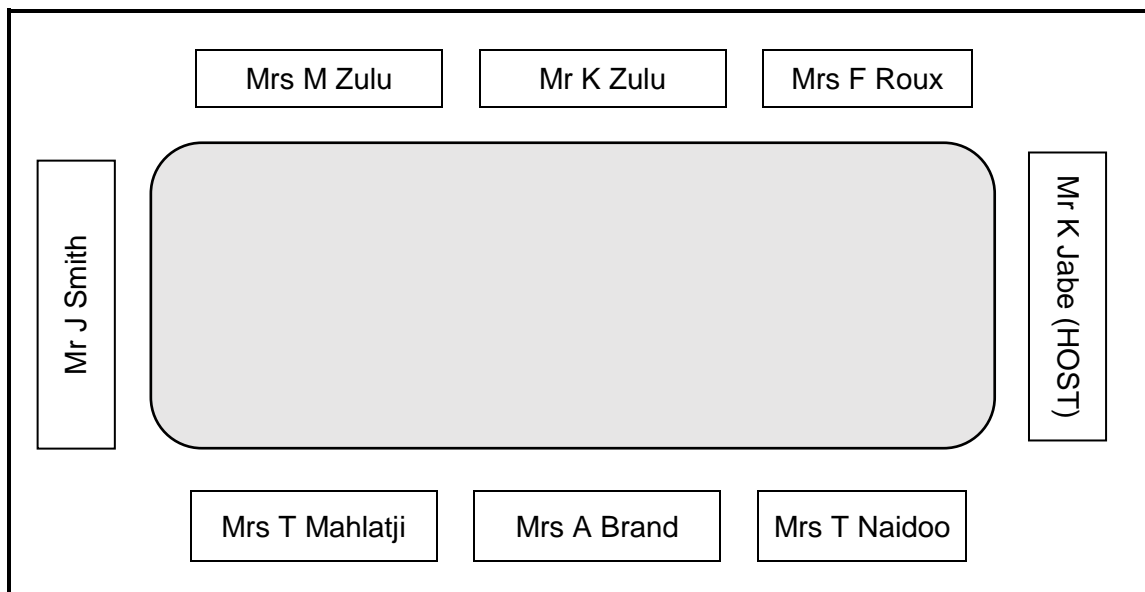 Mrs M Zulu
Mr K Zulu
Mrs F Roux
Mr J Smith
Mr K Jabe (HOST)
Mrs T Mahlatji
Mrs A Brand
Mrs T Naidoo